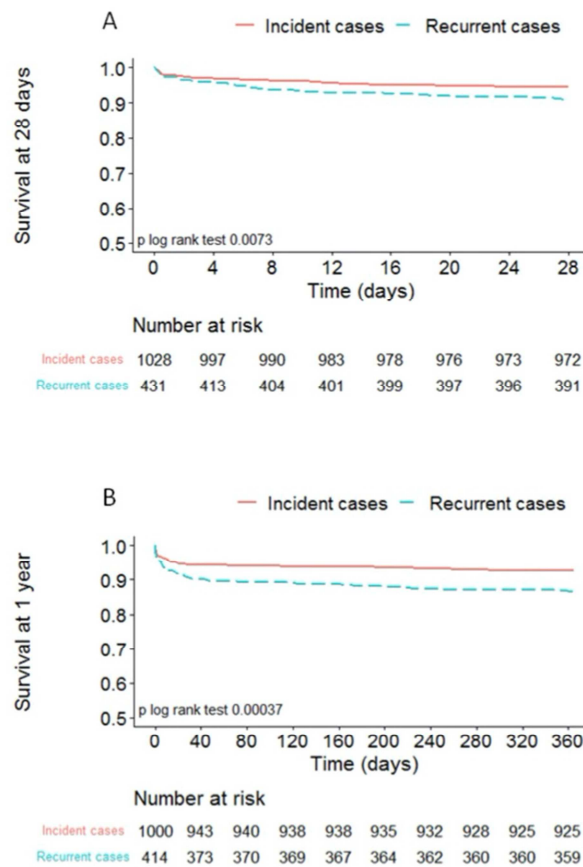 A
Incident cases Recurrent cases
Survival at 28 days
1.0
0.9
0.8
0.7
0.6
0.5
p log rank test 0.0073
0 4 8 12 16 20 24 28
Time (days)
Number at risk
Incident cases 1028 997 990 983 978 976 973 972
Recurrent cases 431 413 404 401 399 397 396 391
B
Incident cases Recurrent cases
Survival at 1 year
1.0
0.9
0.8
0.7
0.6
0.5
p log rank test 0.00037
0 40 80 120 160 200 240 280 320 360
Time (days)
Number at risk
Incident cases 1000 943 940 938 938 935 932 928 925 925
Recurrent cases 414 373 370 369 367 364 362 360 360 359